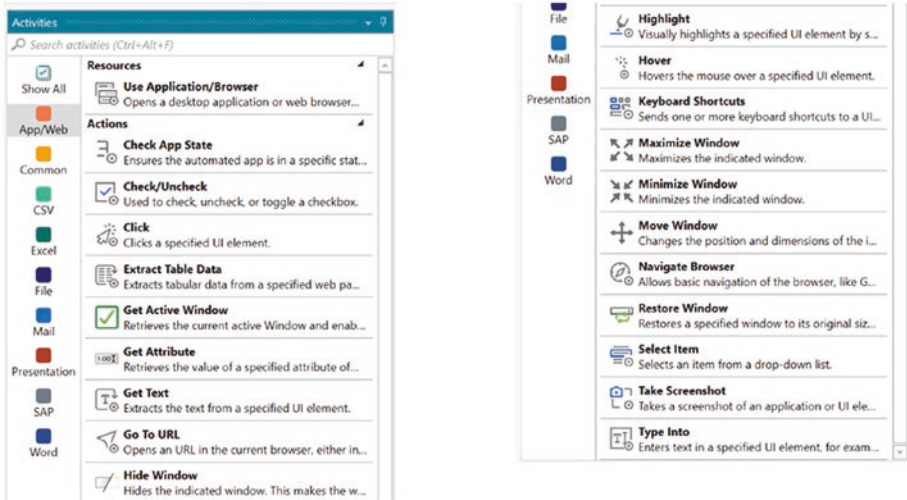 Activities
Search activities (Ctrl+Alt+F)
Show All
App/Web
Common
CSV
Excel
File
Mail
Presentation
SAP
Word
Resources
Use Application/Browser
Opens a desktop application or web browser...
Actions
Check App State
Ensures the automated app is in a specific stat...
Check/Uncheck
Used to check, uncheck, or toggle a checkbox.
Click
Clicks a specified UI element.
Extract Table Data
Extracts tabular data from a specified web pa...
Get Active Window
Retrieves the current active Window and enab...
Get Attribute
Retrieves the value of a specified attribute of...
Get Text
Extracts the text from a specified UI element.
Go To URL
Opens an URL in the current browser, either in...
Hide Window
Hides the indicated window. This makes the w...
File
Mail
Presentation
SAP
Word
Highlight
Visually highlights a specified UI element by s...
Hover
Hovers the mouse over a specified UI element.
Keyboard Shortcuts
Sends one or more keyboard shortcuts to a UI...
Maximize Window
Maximizes the indicated window.
Minimize Window
Minimizes the indicated window.
Move Window
Changes the position and dimensions of the i...
Navigate Browser
Allows basic navigation of the browser, like G...
Restore Window
Restores a specified window to its original siz...
Select Item
Selects an item from a drop-down list.
Take Screenshot
Takes a screenshot of an application or UI ele...
Type Into
Enters text in a specified UI element, for exam...